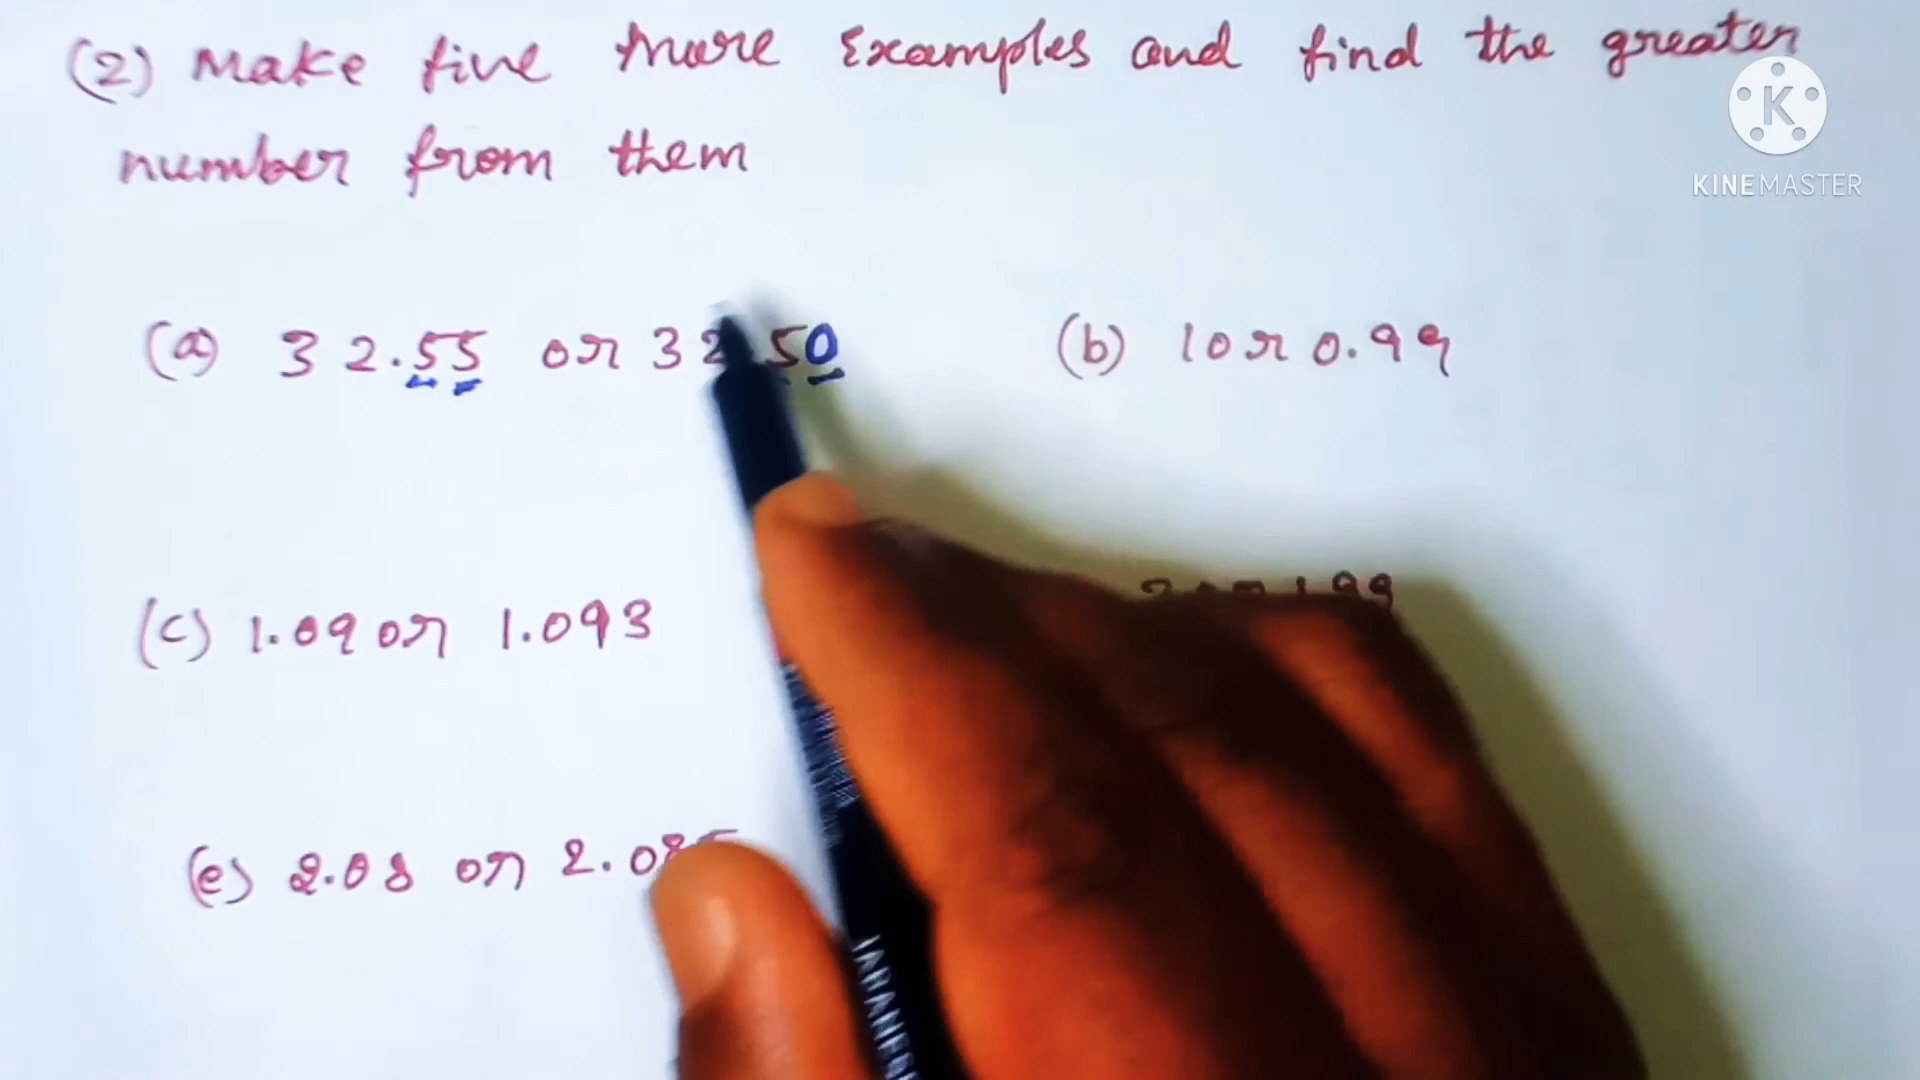 (2) Make five more Examples and find the greater
number from them
KINEMASTER
(a) 32.55 or 32.50
(b) 1 or 0.99
(c) 1.09 or 1.093
(e) 2.08 or 2.085